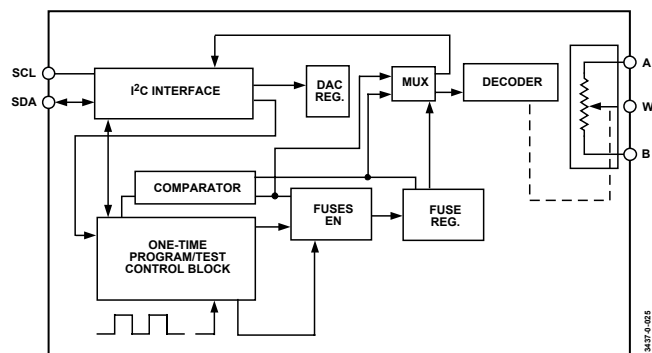 SCL
SDA
I2C INTERFACE
DAC
REG.
MUX
DECODER
A
W
B
COMPARATOR
FUSES
EN
FUSE
REG.
ONE-TIME
PROGRAM/TEST
CONTROL BLOCK
3437-0-025